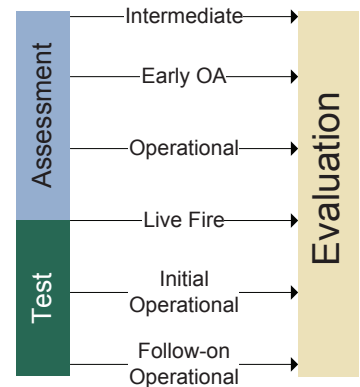 Assessment
Test
Intermediate
Early OA
Operational
Live Fire
Initial
Operational
Follow-on
Operational
Evaluation